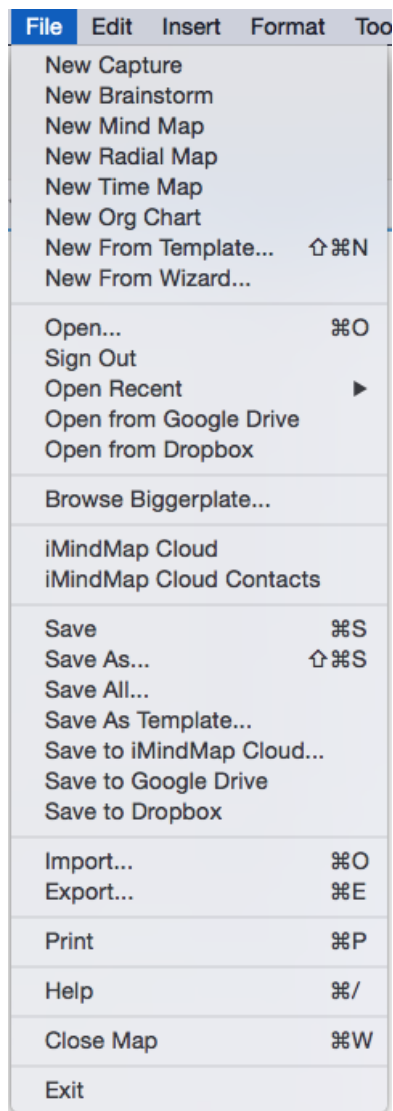 File Edit Insert Format Too
New Capture
New Brainstorm
New Mind Map
New Radial Map
New Time Map
New Org Chart
New From Template... ⇧⌘N
New From Wizard...
Open... ⌘O
Sign Out
Open Recent ▶
Open from Google Drive
Open from Dropbox
Browse Biggerplate...
iMindMap Cloud
iMindMap Cloud Contacts
Save ⌘S
Save As... ⇧⌘S
Save All...
Save As Template...
Save to iMindMap Cloud...
Save to Google Drive
Save to Dropbox
Import... ⌘O
Export... ⌘E
Print ⌘P
Help ⌘/
Close Map ⌘W
Exit